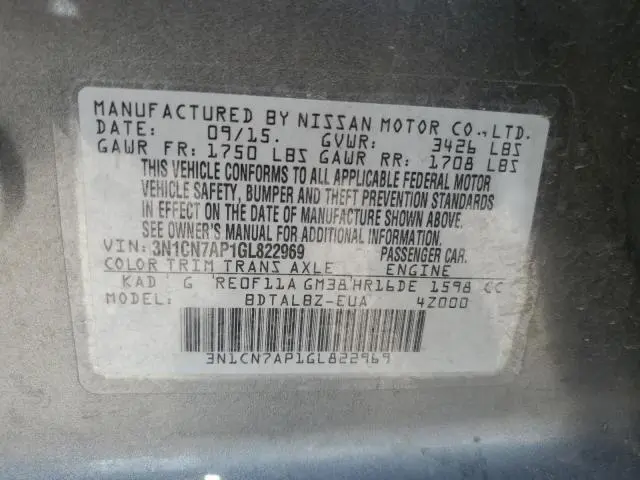 MANUFACTURED BY NISSAN MOTOR CO., LTD.
DATE: 09/15. GVWR: 3426 LBS
GAWR FR: 1750 LBS GAWR RR: 1708 LBS
THIS VEHICLE CONFORMS TO ALL APPLICABLE FEDERAL MOTOR
VEHICLE SAFETY, BUMPER AND THEFT PREVENTION STANDARDS
IN EFFECT ON THE DATE OF MANUFACTURE SHOWN ABOVE.
SEE OWNER'S MANUAL FOR ADDITIONAL INFORMATION.
VIN: 3N1CN7AP1GL822969 PASSENGER CAR.
COLOR TRIM TRANS AXLE ENGINE
KAD G RE0F11A GM38 HR16DE 1598 CC
MODEL: BDTALBZ-EUA 4Z000
3N1CN7AP1GL822969